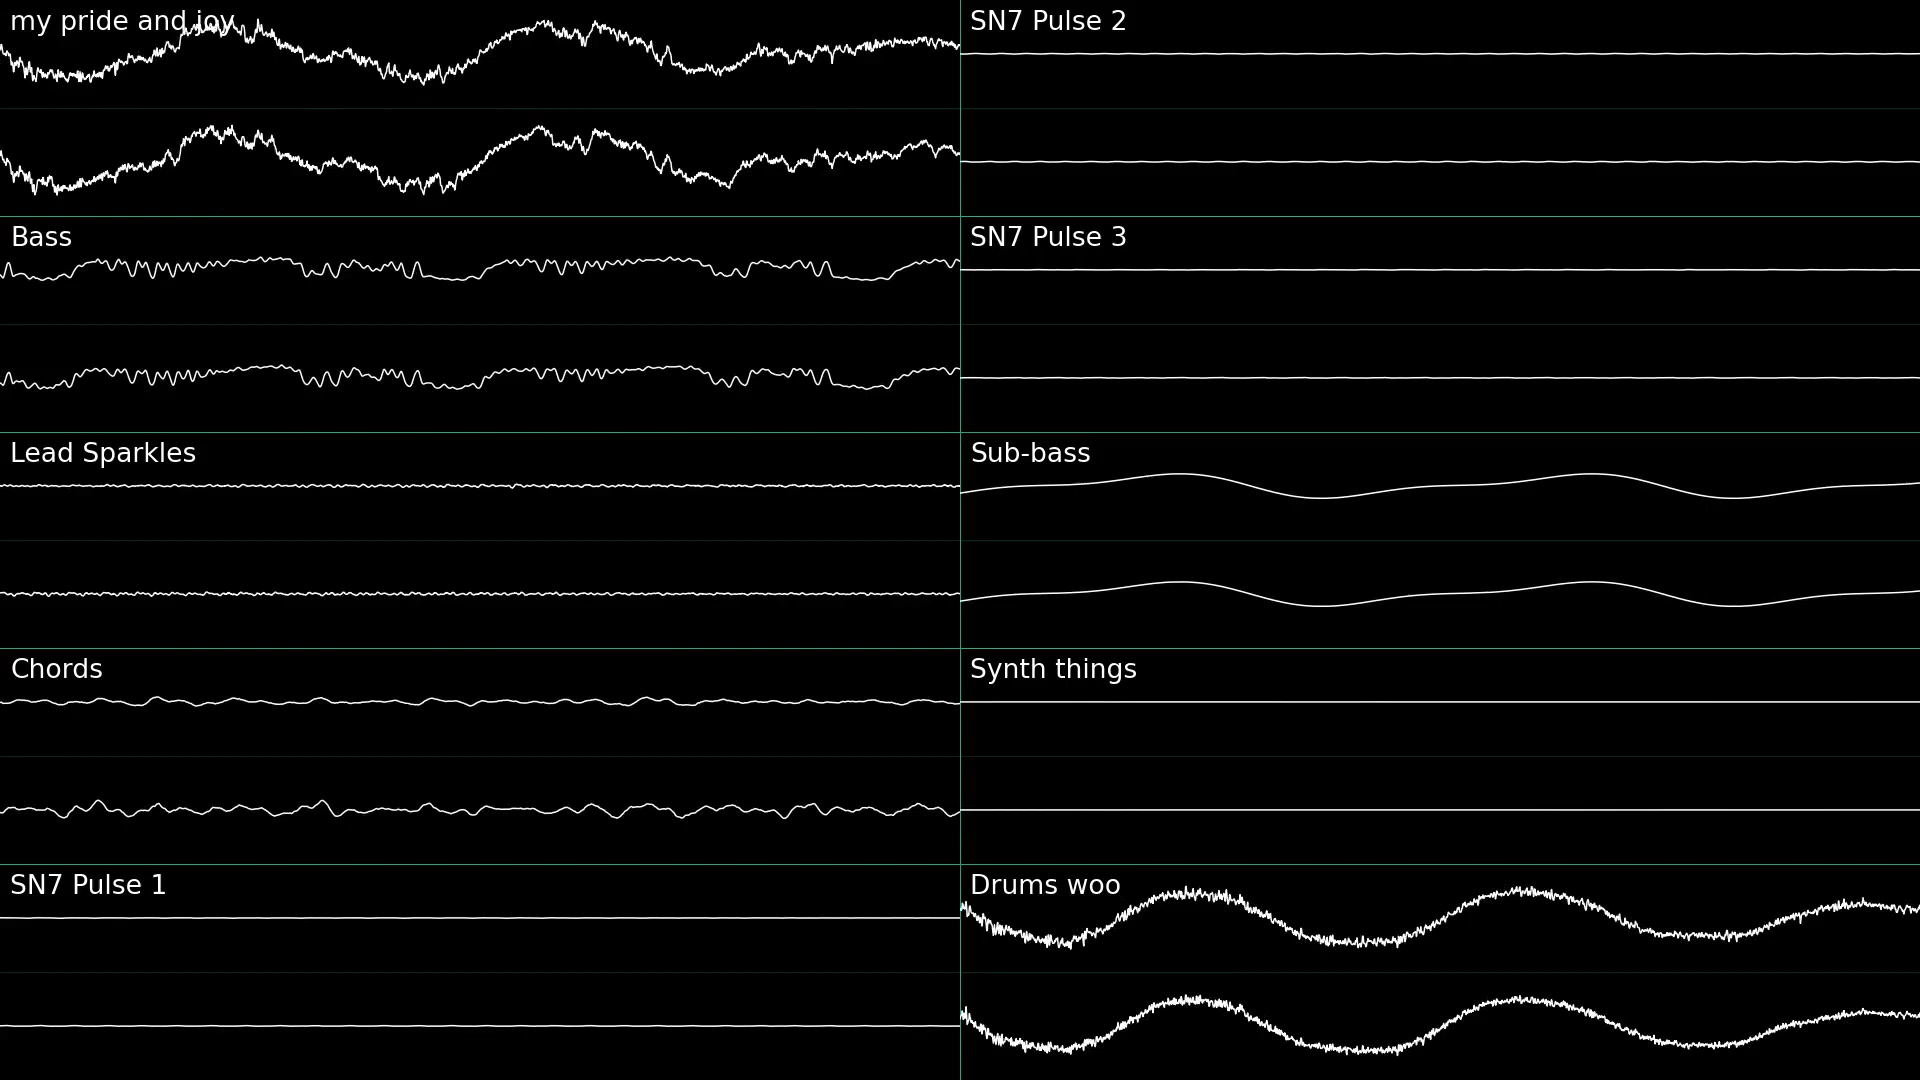 my pride and joy
SN7 Pulse 2
Bass
SN7 Pulse 3
Lead Sparkles
Sub-bass
Chords
Synth things
SN7 Pulse 1
Drums woo